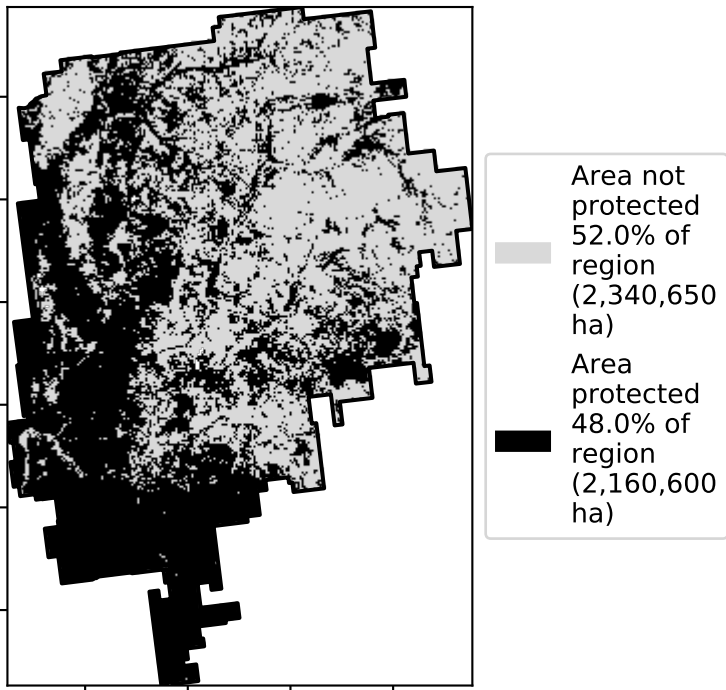 Area not
protected
52.0% of
region
(2,340,650
ha)
Area
protected
48.0% of
region
(2,160,600
ha)